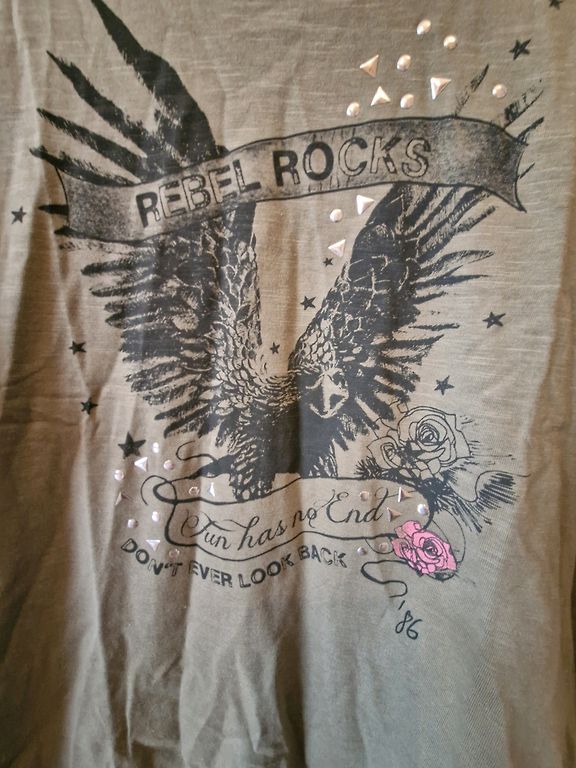 REBEL ROCKS
Fun has no End
DON'T EVER LOOK BACK
'86